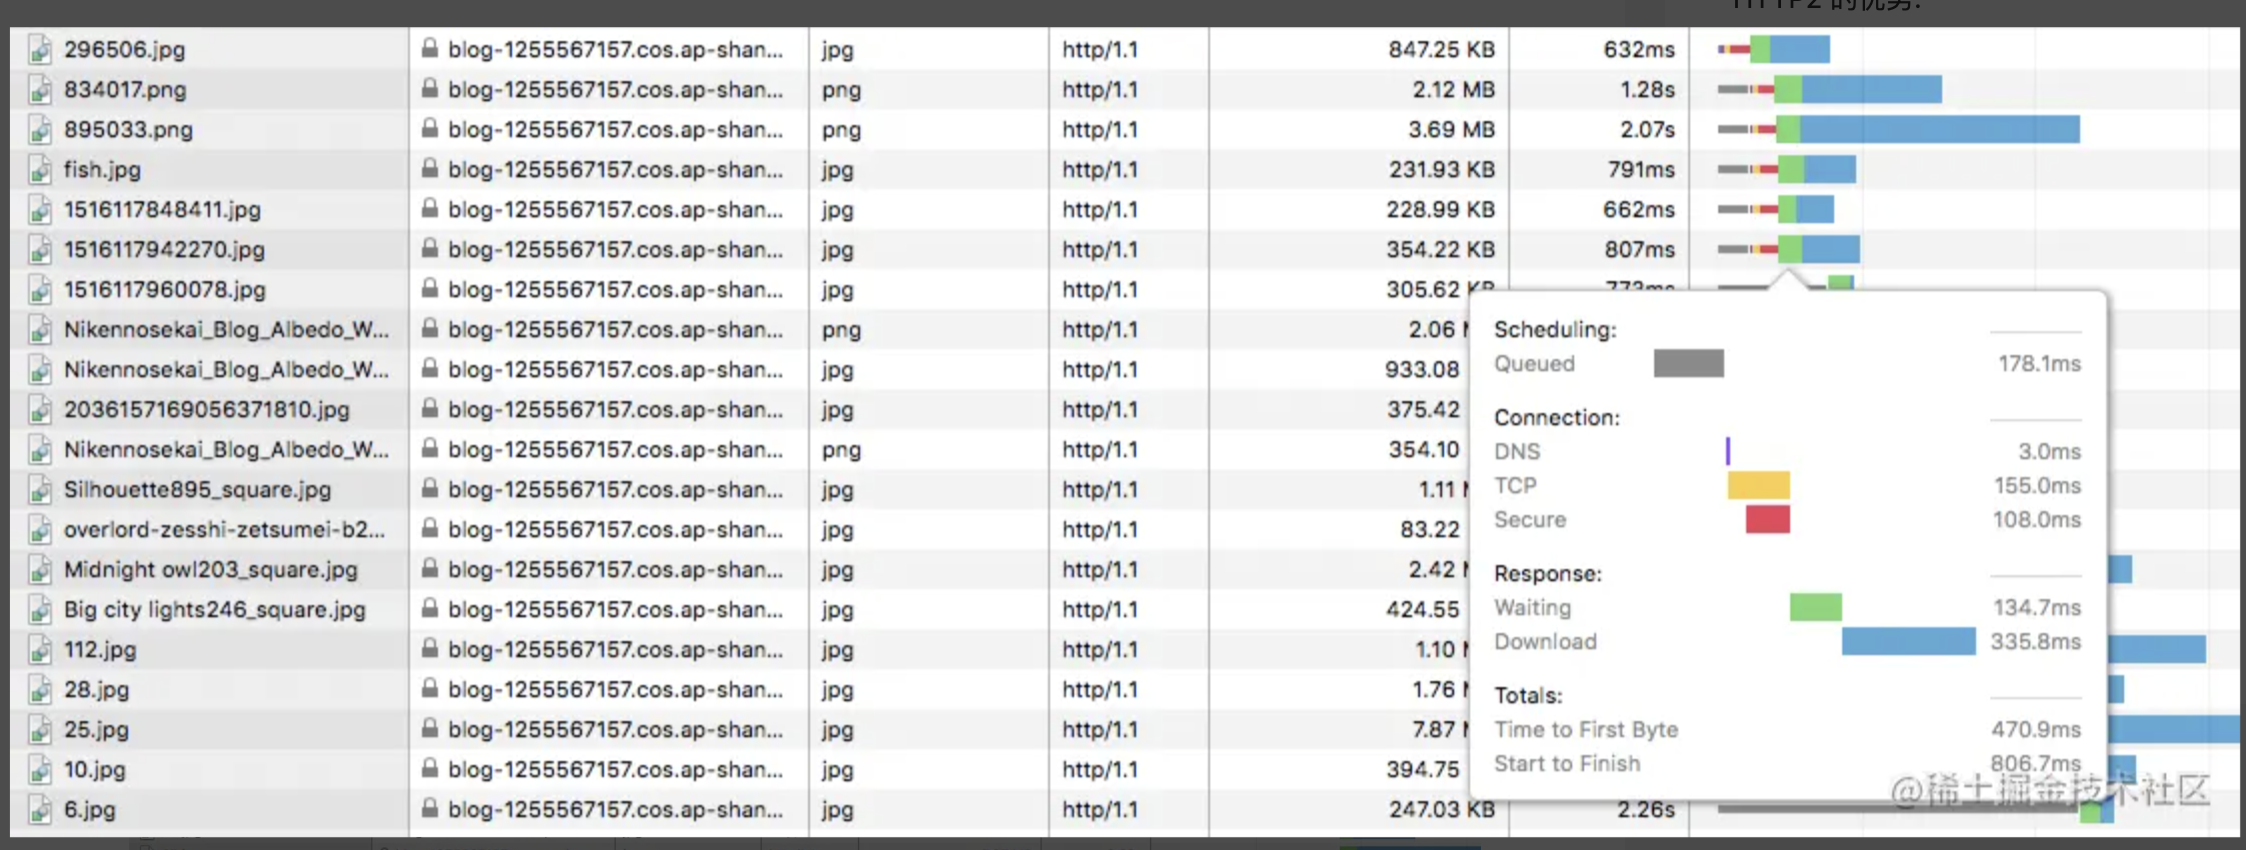 HTTP2 的优势:
296506.jpg blog-1255567157.cos.ap-shan... jpg http/1.1 847.25 KB 632ms
834017.png blog-1255567157.cos.ap-shan... png http/1.1 2.12 MB 1.28s
895033.png blog-1255567157.cos.ap-shan... png http/1.1 3.69 MB 2.07s
fish.jpg blog-1255567157.cos.ap-shan... jpg http/1.1 231.93 KB 791ms
1516117848411.jpg blog-1255567157.cos.ap-shan... jpg http/1.1 228.99 KB 662ms
1516117942270.jpg blog-1255567157.cos.ap-shan... jpg http/1.1 354.22 KB 807ms
1516117960078.jpg blog-1255567157.cos.ap-shan... jpg http/1.1 305.62 KB 773ms
Nikennosekai_Blog_Albedo_W... blog-1255567157.cos.ap-shan... png http/1.1 2.06
Nikennosekai_Blog_Albedo_W... blog-1255567157.cos.ap-shan... jpg http/1.1 933.08
2036157169056371810.jpg blog-1255567157.cos.ap-shan... jpg http/1.1 375.42
Nikennosekai_Blog_Albedo_W... blog-1255567157.cos.ap-shan... png http/1.1 354.10
Silhouette895_square.jpg blog-1255567157.cos.ap-shan... jpg http/1.1 1.11
overlord-zesshi-zetsumei-b2... blog-1255567157.cos.ap-shan... jpg http/1.1 83.22
Midnight owl203_square.jpg blog-1255567157.cos.ap-shan... jpg http/1.1 2.42
Big city lights246_square.jpg blog-1255567157.cos.ap-shan... jpg http/1.1 424.55
112.jpg blog-1255567157.cos.ap-shan... jpg http/1.1 1.10
28.jpg blog-1255567157.cos.ap-shan... jpg http/1.1 1.76
25.jpg blog-1255567157.cos.ap-shan... jpg http/1.1 7.87
10.jpg blog-1255567157.cos.ap-shan... jpg http/1.1 394.75
6.jpg blog-1255567157.cos.ap-shan... jpg http/1.1 247.03 KB 2.26s
Scheduling:
Queued 178.1ms
Connection:
DNS 3.0ms
TCP 155.0ms
Secure 108.0ms
Response:
Waiting 134.7ms
Download 335.8ms
Totals:
Time to First Byte 470.9ms
Start to Finish 806.7ms
@稀土掘金技术社区